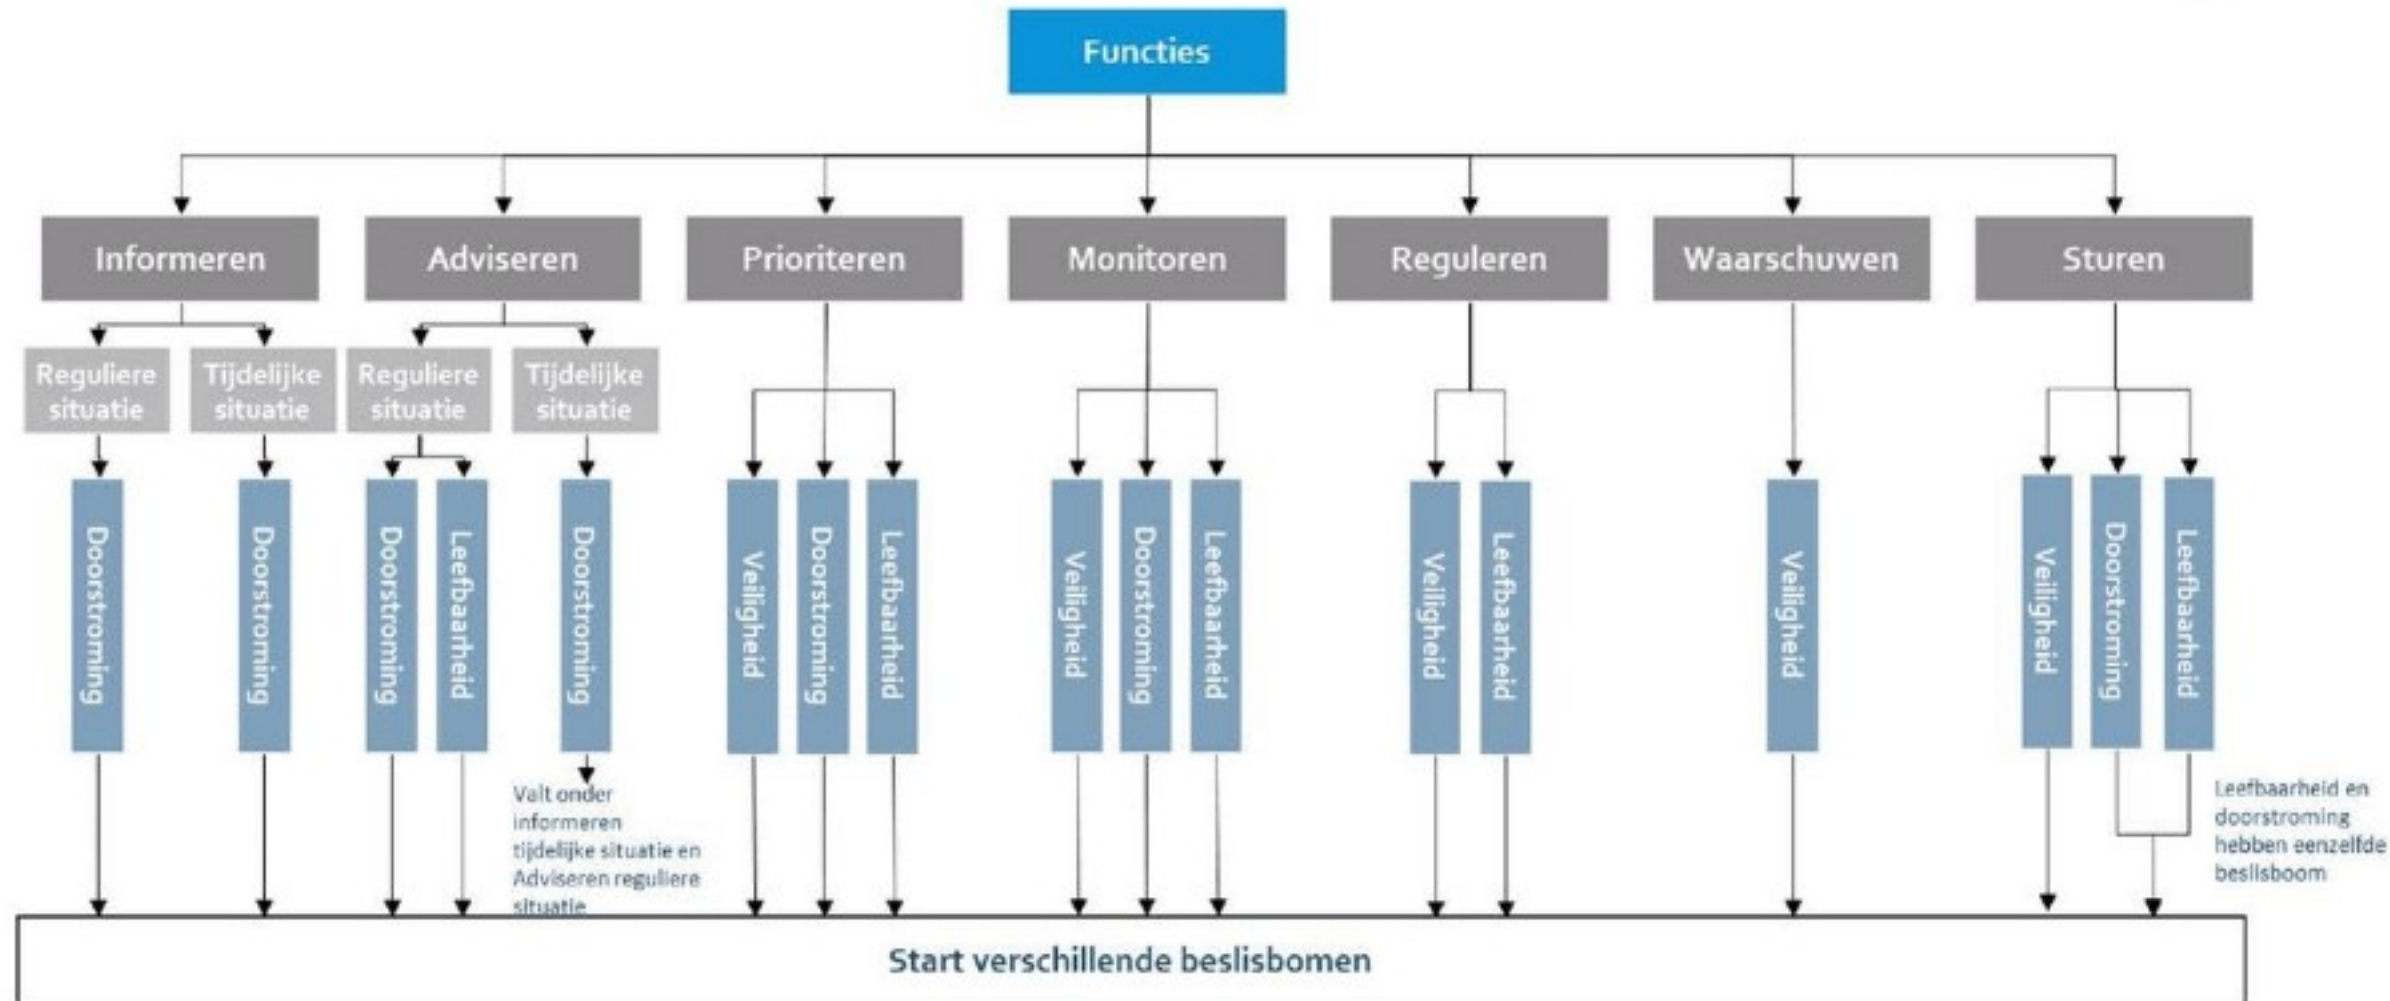 Functies
Informeren
Adviseren
Prioriteren
Monitoren
Reguleren
Waarschuwen
Sturen
Reguliere
situatie
Tijdelijke
situatie
Reguliere
situatie
Tijdelijke
situatie
Doorstroming
Doorstroming
Doorstroming
Leefbaarheid
Doorstroming
Veiligheid
Doorstroming
Leefbaarheid
Veiligheid
Doorstroming
Leefbaarheid
Veiligheid
Leefbaarheid
Veiligheid
Veiligheid
Doorstroming
Leefbaarheid
Valt onder
informeren
tijdelijke situatie en
Adviseren reguliere
situatie
Leefbaarheid en
doorstroming
hebben eenzelfde
beslisboom
Start verschillende beslisbomen